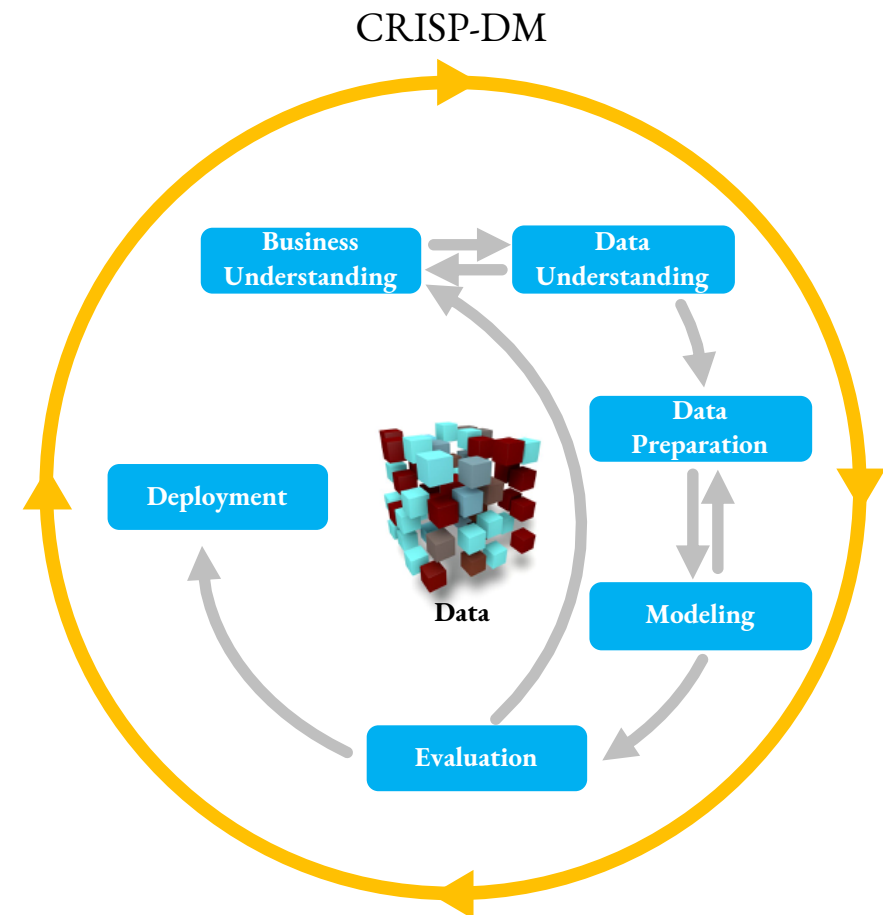 CRISP-DM
Business
Understanding
Data
Understanding
Data
Preparation
Deployment
Data
Modeling
Evaluation